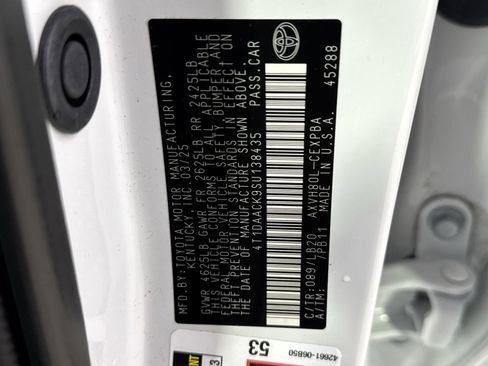 MFD. BY:TOYOTA MOTOR MANUFACTURING,
KENTUCKY, INC. 03/25
GVWR 4625LB GAWR FR 2625LB RR 2425LB
THIS VEHICLE CONFORMS TO ALL APPLICABLE
FEDERAL MOTOR VEHICLE SAFETY, BUMPER AND
THEFT PREVENTION STANDARDS IN EFFECT ON
THE DATE OF MANUFACTURE SHOWN ABOVE.
4T1DAACK9SU138435 PASS.CAR
C/TR:089/LB20 AXVH80L-CEXPBA
A/TM: /PB11 MADE IN U.S.A.
45288
42661-06B50
53